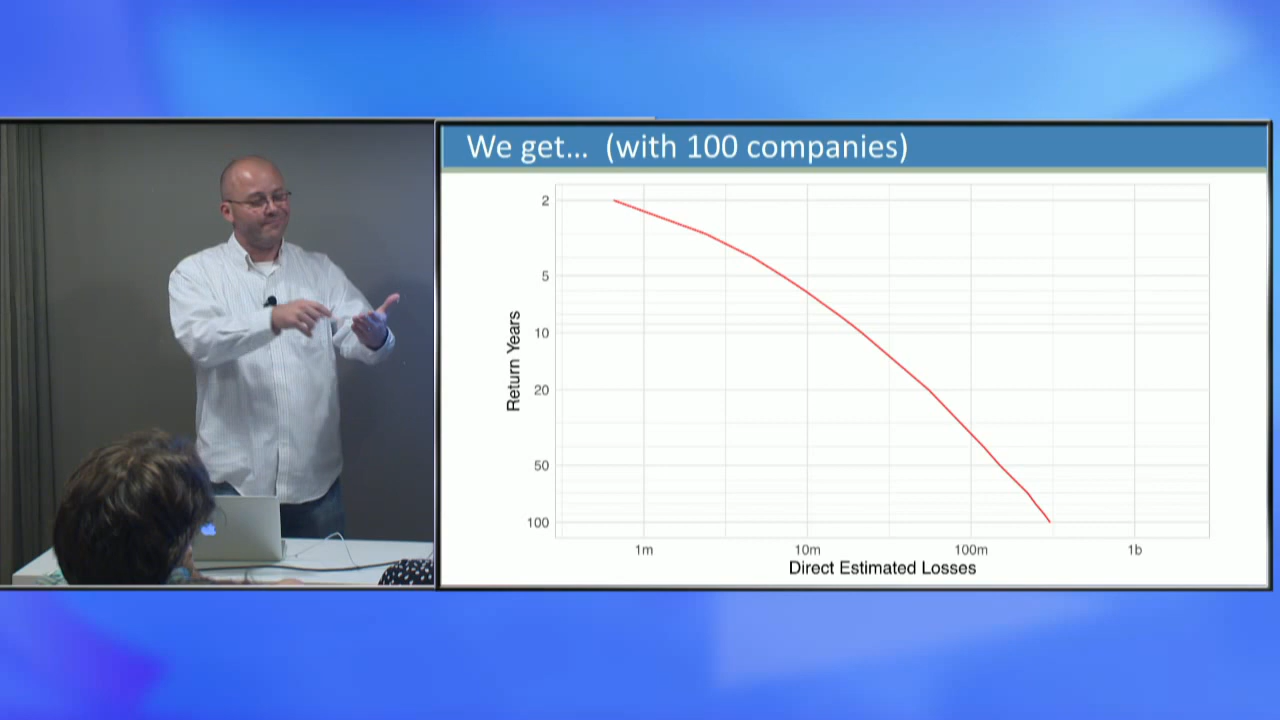 We get... (with 100 companies)
2
5
10
20
50
100
Return Years
1m 10m 100m 1b
Direct Estimated Losses